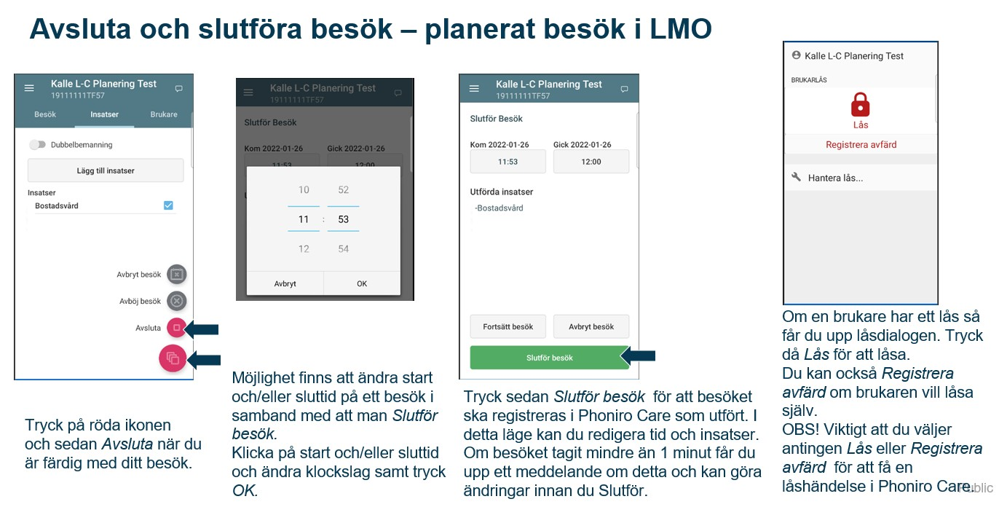 Avsluta och slutföra besök – planerat besök i LMO
Kalle L-C Planering Test
19111111TF57
Besök
Insatser
Brukare
Dubbelbemanning
Lägg till insatser
Insatser
Bostadsvård
Avbryt besök
Avböj besök
Avsluta
Tryck på röda ikonen
och sedan Avsluta när du
är färdig med ditt besök.
Kalle L-C Planering Test
19111111TF57
Slutför Besök
Kom 2022-01-26
Gick 2022-01-26
11:53
12:00
10
52
11 : 53
12
54
Avbryt
OK
Möjlighet finns att ändra start
och/eller sluttid på ett besök i
samband med att man Slutför
besök.
Klicka på start och/eller sluttid
och ändra klockslag samt tryck
OK.
Kalle L-C Planering Test
19111111TF57
Slutför Besök
Kom 2022-01-26
Gick 2022-01-26
11:53
12:00
Utförda insatser
-Bostadsvård
Fortsätt besök
Avbryt besök
Slutför besök
Tryck sedan Slutför besök för att besöket
ska registreras i Phoniro Care som utfört. I
detta läge kan du redigera tid och insatser.
Om besöket tagit mindre än 1 minut får du
upp ett meddelande om detta och kan göra
ändringar innan du Slutför.
Kalle L-C Planering Test
BRUKARLÅS
Lås
Registrera avfärd
Hantera lås...
Om en brukare har ett lås så
får du upp låsdialogen. Tryck
då Lås för att låsa.
Du kan också Registrera
avfärd om brukaren vill låsa
själv.
OBS! Viktigt att du väljer
antingen Lås eller Registrera
avfärd för att få en
låshändelse i Phoniro Care.
Public